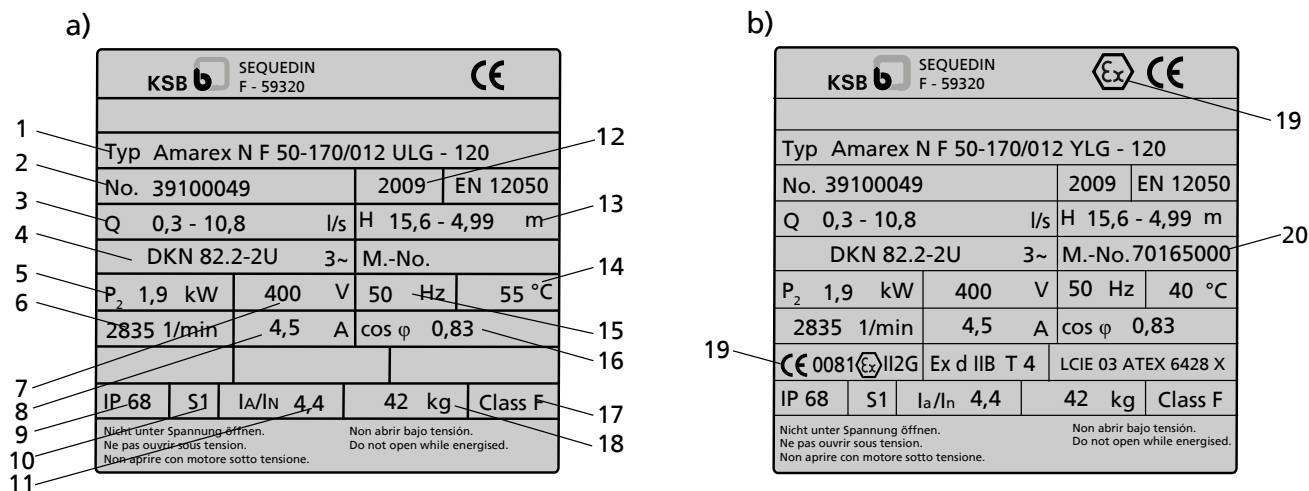 a)
KSB b SEQUEDIN CE
F - 59320
1 Typ Amarex N F 50-170/012 ULG - 120 12
2 No. 39100049 2009 EN 12050
3 Q 0,3 - 10,8 l/s H 15,6 - 4,99 m 13
4 DKN 82.2-2U 3~ M.-No. 14
5 P2 1,9 kW 400 V 50 Hz 55 °C
6 2835 1/min 4,5 A cos φ 0,83 15
16
7
8
9 IP 68 S1 IA/IN 4,4 42 kg Class F 17
10 18
11
Nicht unter Spannung öffnen. Non abrir bajo tensión.
Ne pas ouvrir sous tension. Do not open while energised.
Non aprire con motore sotto tensione.
b)
KSB b SEQUEDIN Ex CE
F - 59320 19
Typ Amarex N F 50-170/012 YLG - 120
No. 39100049 2009 EN 12050
Q 0,3 - 10,8 l/s H 15,6 - 4,99 m
DKN 82.2-2U 3~ M.-No.70165000 20
P2 1,9 kW 400 V 50 Hz 40 °C
2835 1/min 4,5 A cos φ 0,83
19 CE 0081 Ex II2G Ex d IIB T 4 LCIE 03 ATEX 6428 X
IP 68 S1 Ia/In 4,4 42 kg Class F
Nicht unter Spannung öffnen. Non abrir bajo tensión.
Ne pas ouvrir sous tension. Do not open while energised.
Non aprire con motore sotto tensione.